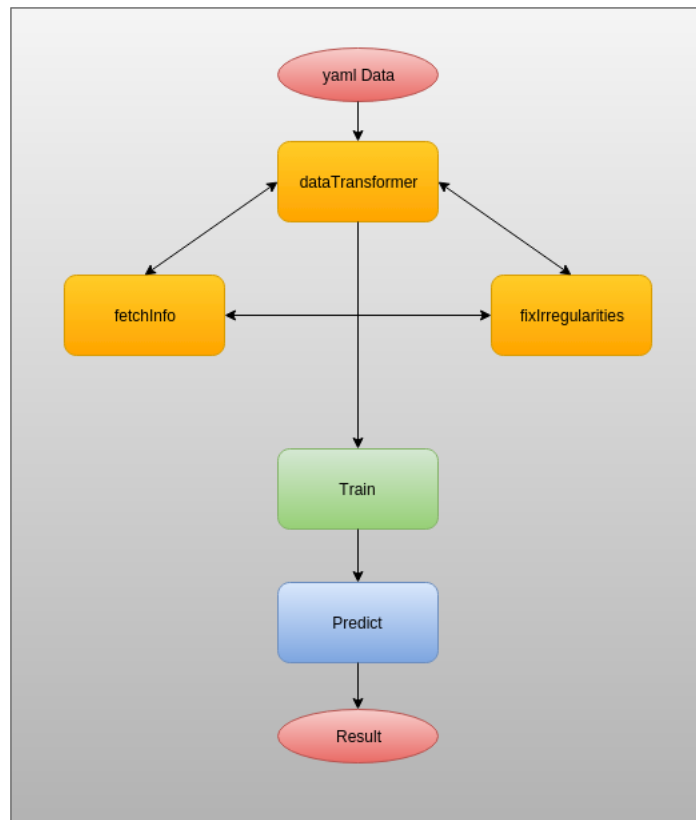 yaml Data
dataTransformer
fetchInfo
fixIrregularities
Train
Predict
Result